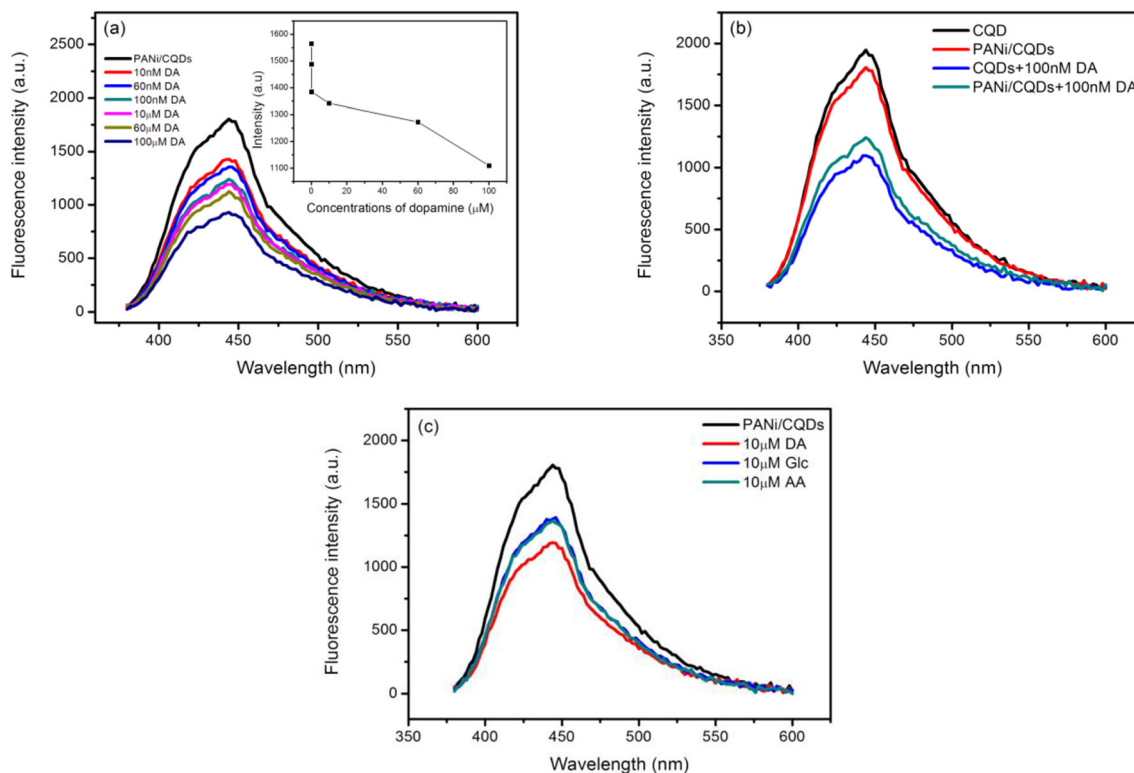 (a)
2500
2000
1500
1000
500
0
Fluorescence intensity (a.u.)
PANi/CQDs
10nM DA
60nM DA
100nM DA
10μM DA
60μM DA
100μM DA
1600
1500
1400
1300
1200
1100
Intensity (a.u)
0 20 40 60 80 100
Concentrations of dopamine (μM)
400 450 500 550 600
Wavelength (nm)
(b)
2000
1500
1000
500
0
Fluorescence intensity (a.u.)
CQD
PANi/CQDs
CQDs+100nM DA
PANi/CQDs+100nM DA
350 400 450 500 550 600
Wavelength (nm)
(c)
2000
1500
1000
500
0
Fluorescence intensity (a.u.)
PANi/CQDs
10μM DA
10μM Glc
10μM AA
350 400 450 500 550 600
Wavelength (nm)